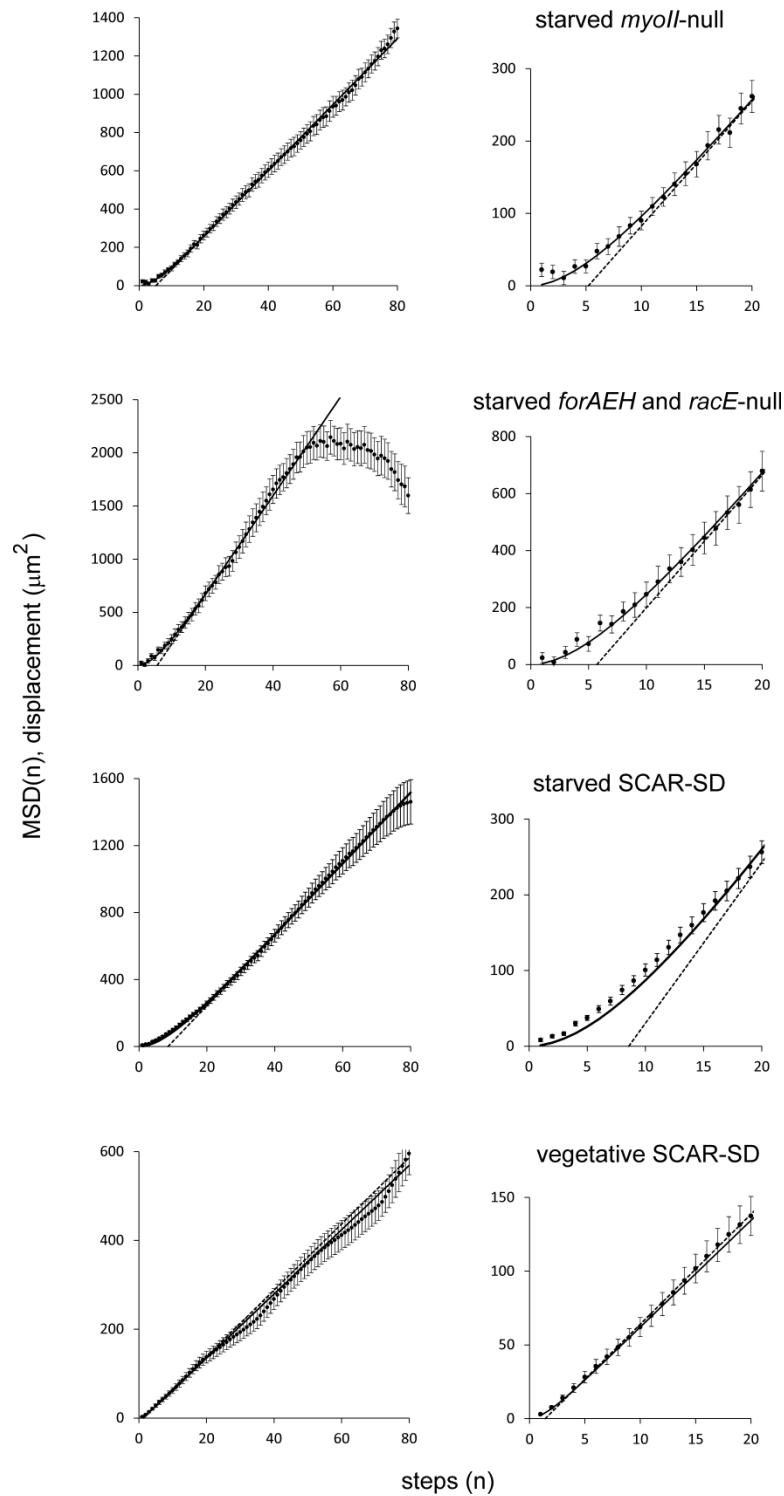 starved myoII-null
1400
1200
1000
800
600
400
200
0
0 20 40 60 80
300
200
100
0
0 5 10 15 20
starved forAEH and racE-null
2500
2000
1500
1000
500
0
0 20 40 60 80
800
600
400
200
0
0 5 10 15 20
MSD(n), displacement (μm²)
starved SCAR-SD
1600
1200
800
400
0
0 20 40 60 80
300
200
100
0
0 5 10 15 20
vegetative SCAR-SD
600
400
200
0
0 20 40 60 80
150
100
50
0
0 5 10 15 20
steps (n)